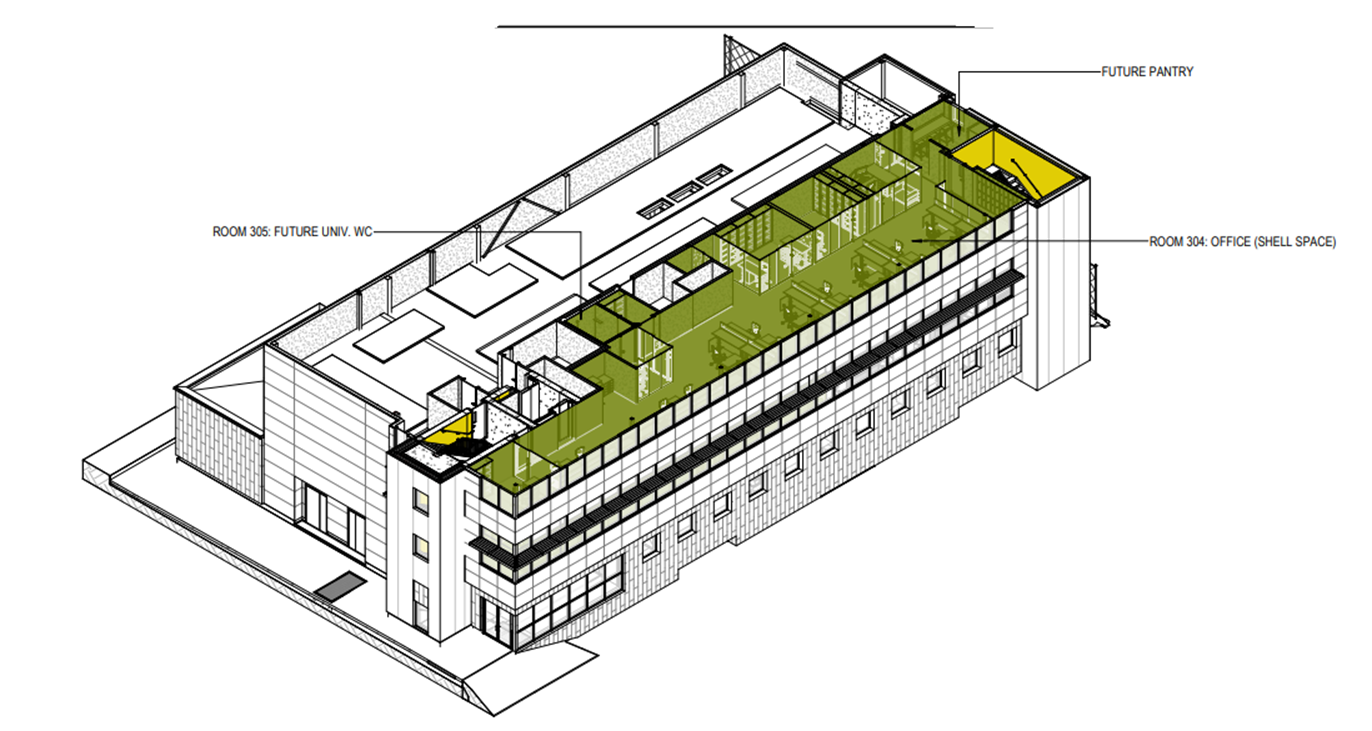 FUTURE PANTRY
ROOM 305: FUTURE UNIV. WC
ROOM 304: OFFICE (SHELL SPACE)